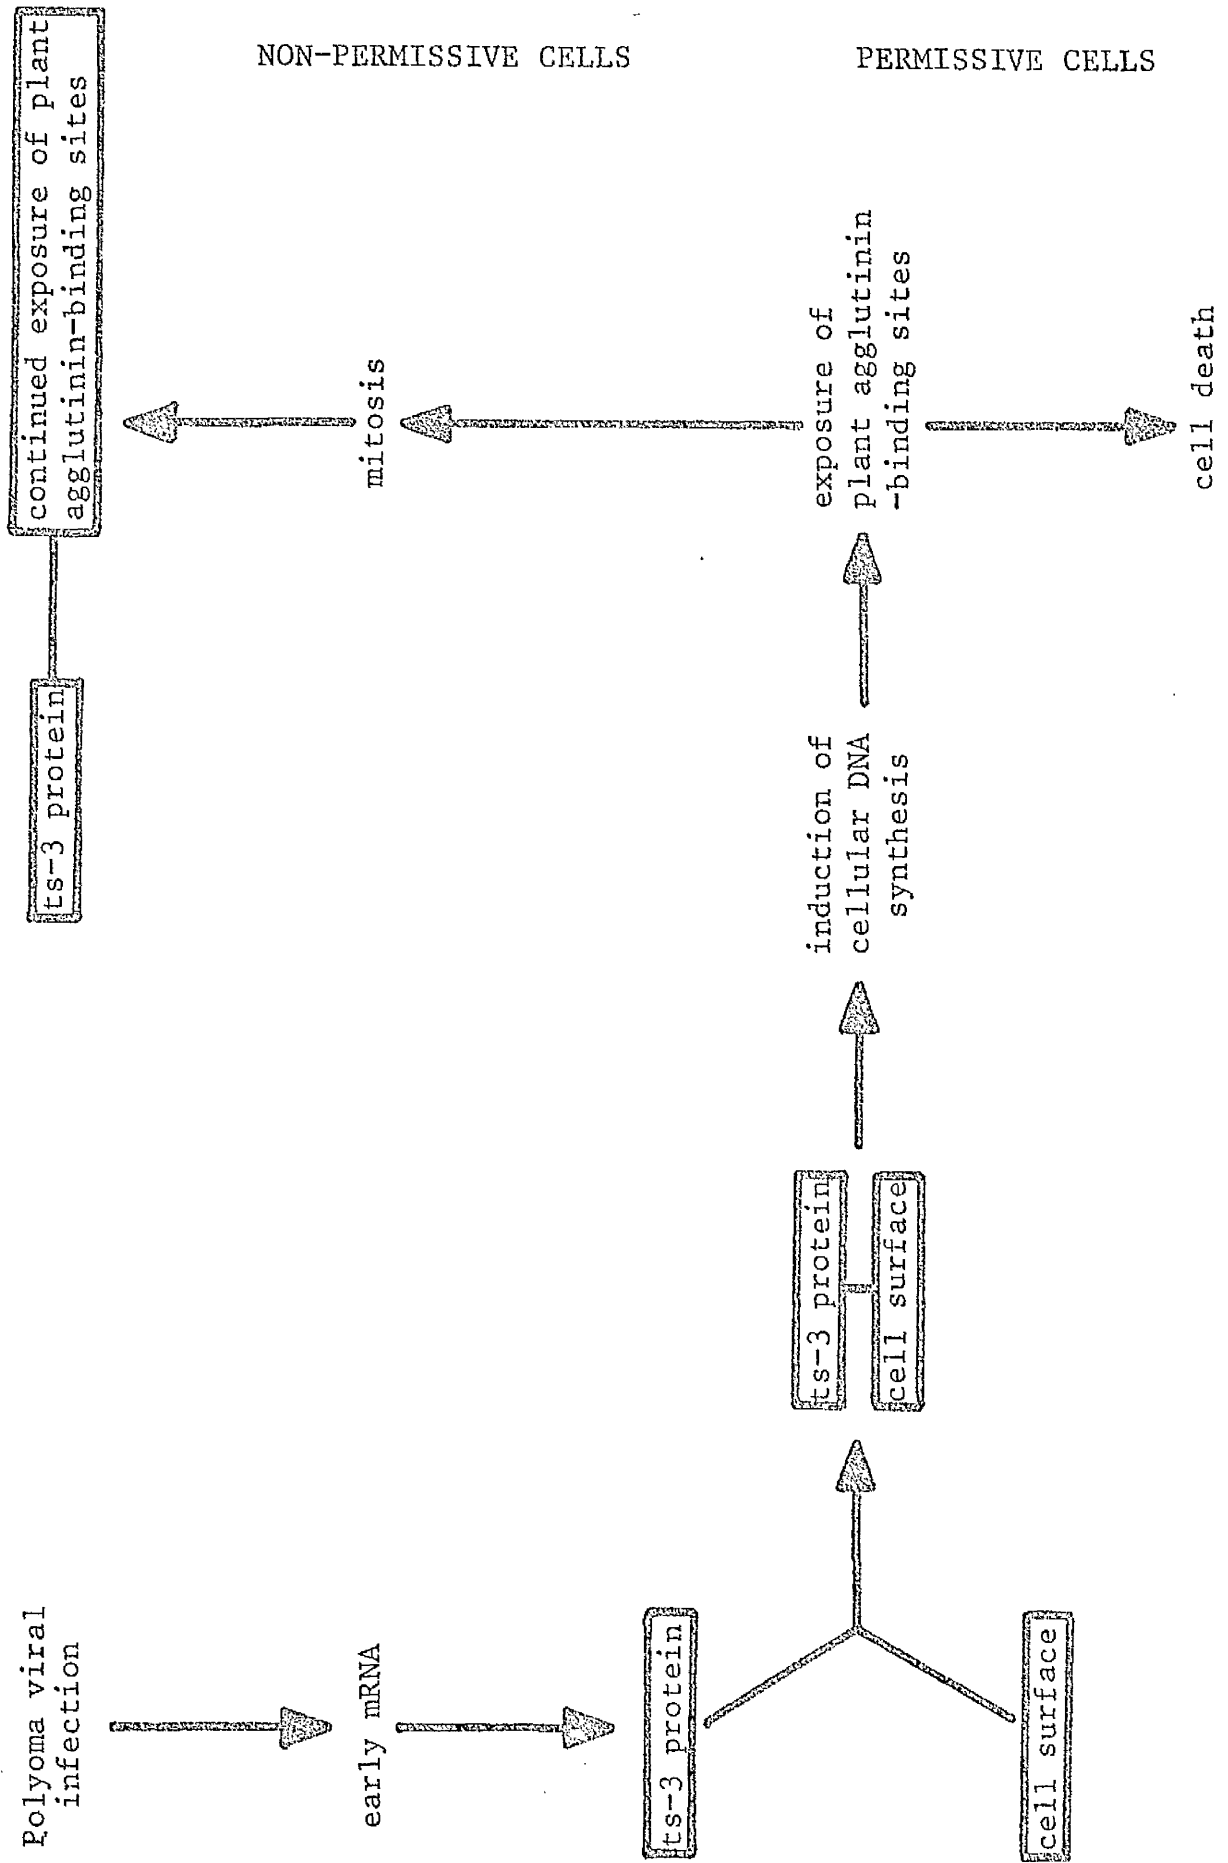 Polyoma viral
infection
early mRNA
ts-3 protein
cell surface
ts-3 protein
cell surface
induction of
cellular DNA
synthesis
exposure of
plant agglutinin
-binding sites
NON-PERMISSIVE CELLS
mitosis
ts-3 protein
continued exposure of plant
agglutinin-binding sites
PERMISSIVE CELLS
cell death